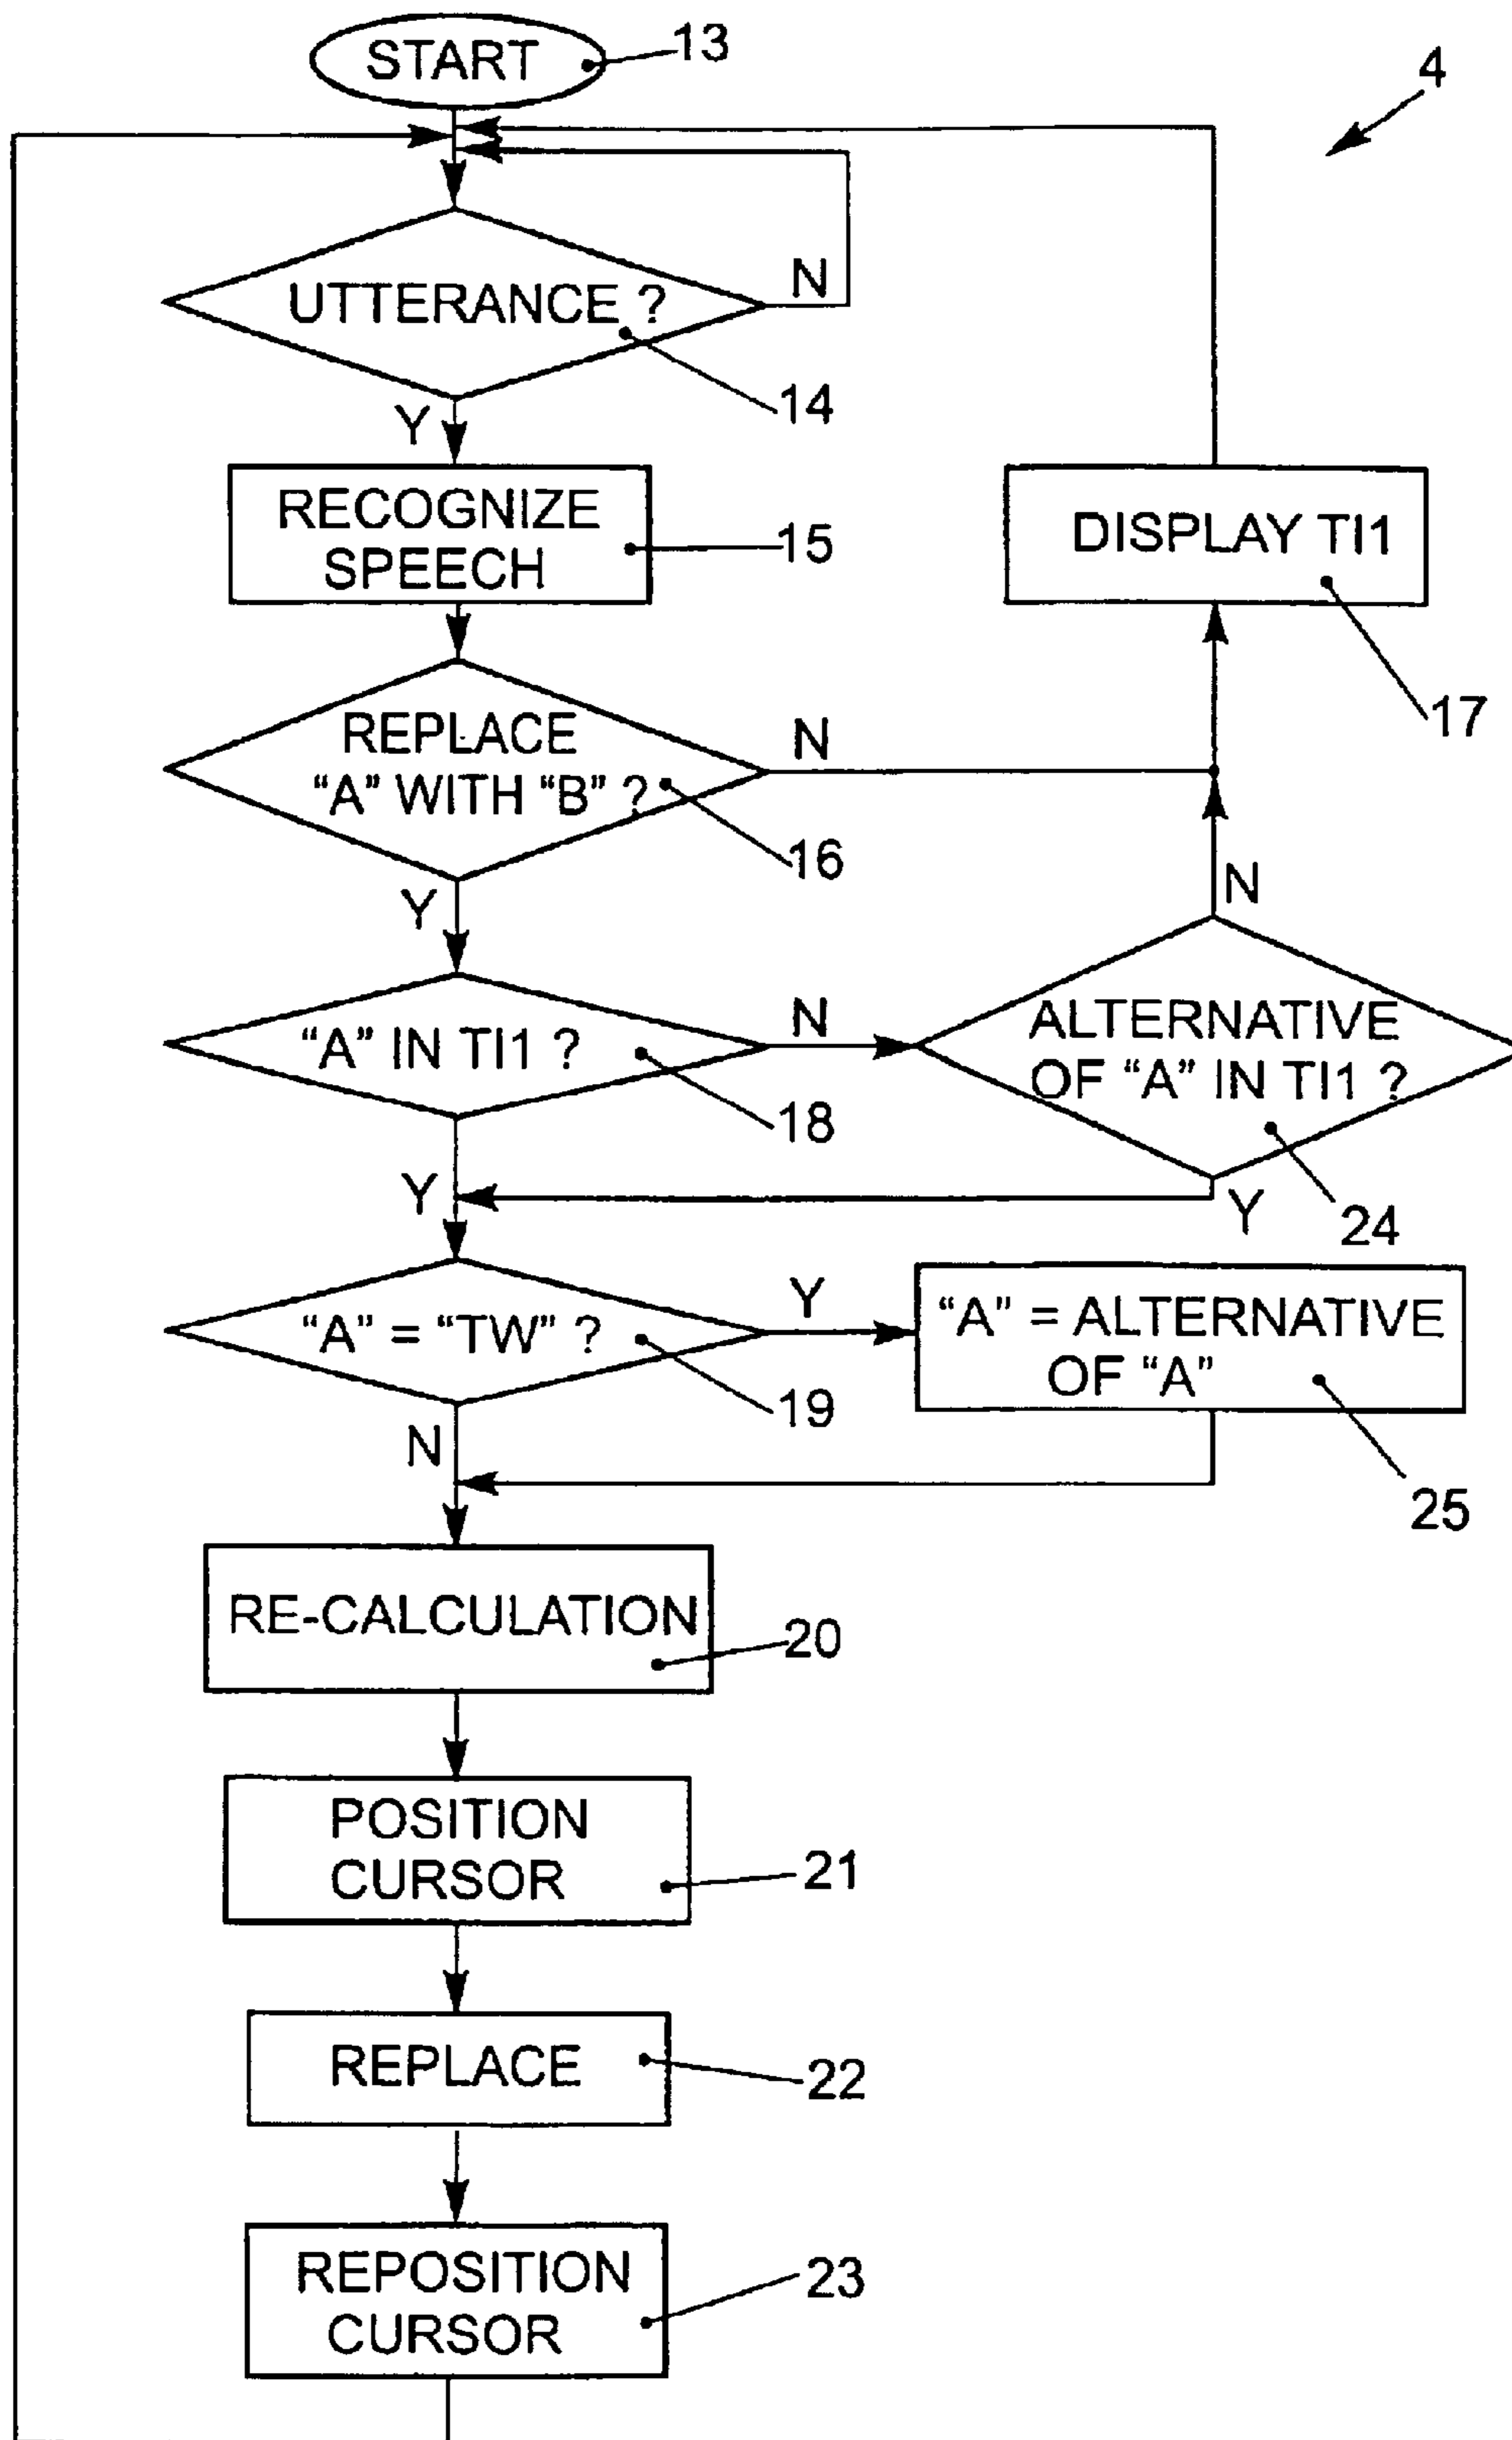 START
13
4
UTTERANCE ?
N
14
Y
RECOGNIZE
SPEECH
15
DISPLAY TI1
17
REPLACE
“A” WITH “B” ?
N
16
Y
N
“A” IN TI1 ?
N
18
ALTERNATIVE
OF “A” IN TI1 ?
24
Y
Y
“A” = “TW” ?
Y
19
“A” = ALTERNATIVE
OF “A”
25
N
RE-CALCULATION
20
POSITION
CURSOR
21
REPLACE
22
REPOSITION
CURSOR
23